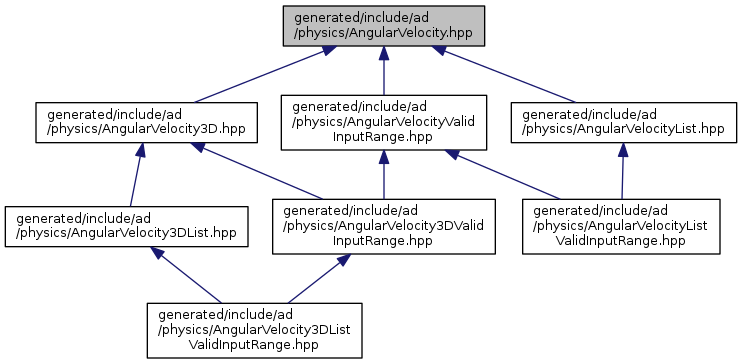 generated/include/ad
/physics/AngularVelocity.hpp
generated/include/ad
/physics/AngularVelocity3D.hpp
generated/include/ad
/physics/AngularVelocityValid
InputRange.hpp
generated/include/ad
/physics/AngularVelocityList.hpp
generated/include/ad
/physics/AngularVelocity3DList.hpp
generated/include/ad
/physics/AngularVelocity3DValid
InputRange.hpp
generated/include/ad
/physics/AngularVelocityList
ValidInputRange.hpp
generated/include/ad
/physics/AngularVelocity3DList
ValidInputRange.hpp